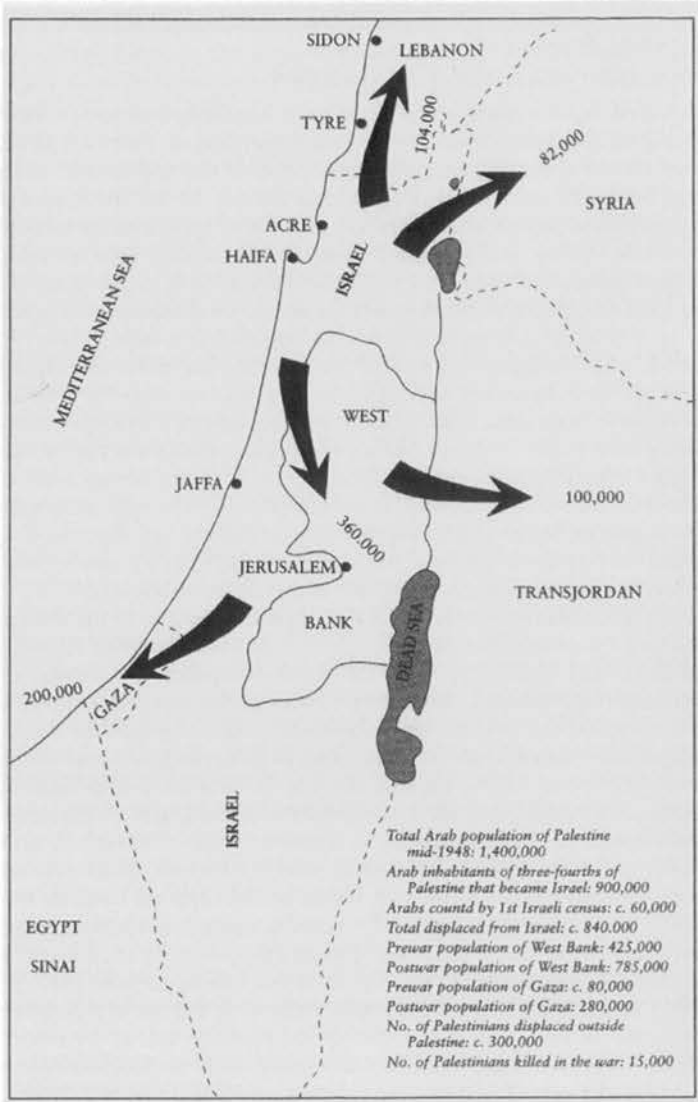 SIDON
LEBANON
TYRE
104.000
82,000
SYRIA
ACRE
HAIFA
ISRAEL
MEDITERRANEAN SEA
WEST
JAFFA
360.000
100,000
JERUSALEM
TRANSJORDAN
BANK
DEAD SEA
200,000
GAZA
ISRAEL
EGYPT
SINAI
Total Arab population of Palestine
mid-1948: 1,400,000
Arab inhabitants of three-fourths of
Palestine that became Israel: 900,000
Arabs countd by 1st Israeli census: c. 60,000
Total displaced from Israel: c. 840.000
Prewar population of West Bank: 425,000
Postwar population of West Bank: 785,000
Prewar population of Gaza: c. 80,000
Postwar population of Gaza: 280,000
No. of Palestinians displaced outside
Palestine: c. 300,000
No. of Palestinians killed in the war: 15,000